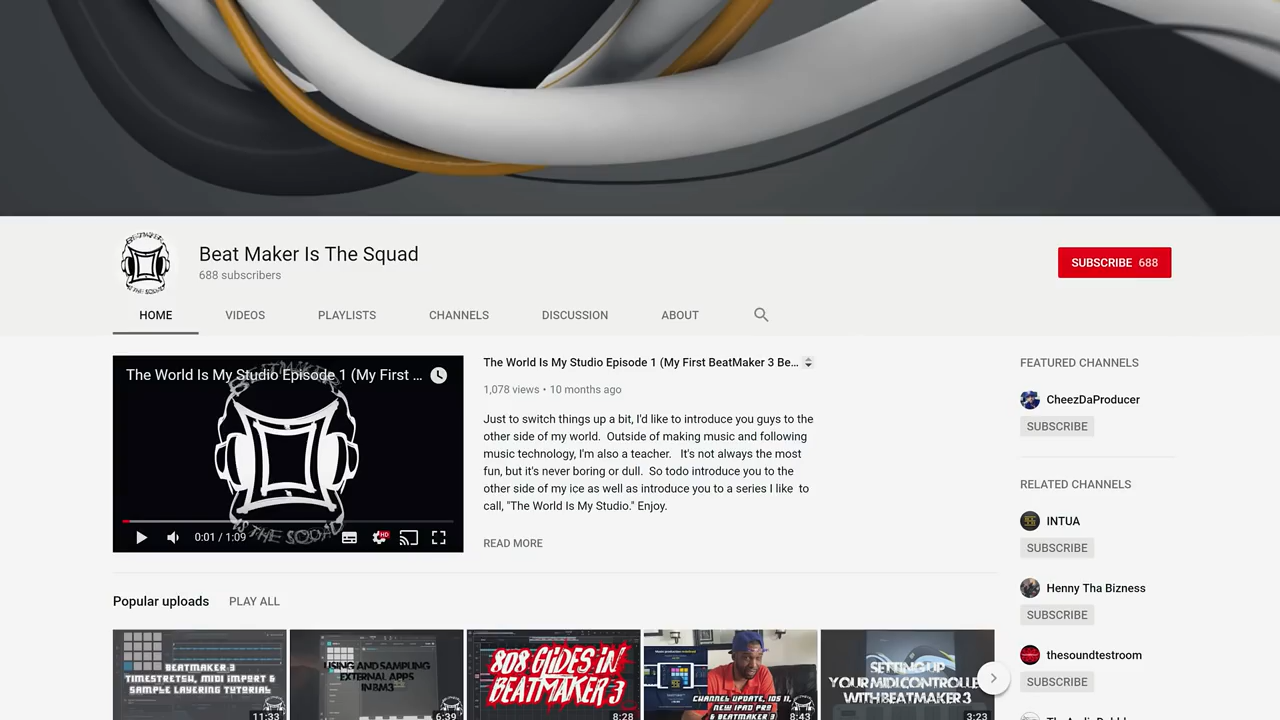 BEATMAKER
IS THE SQUAD
Beat Maker Is The Squad
688 subscribers
SUBSCRIBE 688
HOME
VIDEOS
PLAYLISTS
CHANNELS
DISCUSSION
ABOUT
The World Is My Studio Episode 1 (My First ...
IS THE SQUAD
0:01 / 1:09
HD
The World Is My Studio Episode 1 (My First BeatMaker 3 Be...
1,078 views • 10 months ago
Just to switch things up a bit, I'd like to introduce you guys to the
other side of my world. Outside of making music and following
music technology, I'm also a teacher. It's not always the most
fun, but it's never boring or dull. So todo introduce you to the
other side of my ice as well as introduce you to a series I like to
call, "The World Is My Studio." Enjoy.
READ MORE
FEATURED CHANNELS
CheezDaProducer
SUBSCRIBE
RELATED CHANNELS
INTUA
SUBSCRIBE
Henny Tha Bizness
SUBSCRIBE
thesoundtestroom
SUBSCRIBE
Popular uploads
PLAY ALL
BEATMAKER 3
TIMESTRETCH, MIDI IMPORT &
SAMPLE LAYERING TUTORIAL
11:33
USING AND SAMPLING
EXTERNAL APPS
IN BM3
6:39
808 GLIDES IN
BEATMAKER 3
8:28
CHANNEL UPDATE, IOS 11,
NEW IPAD PRO
& BEATMAKER 3
8:43
SETTING UP
YOUR MIDI CONTROLLE
WITH BEATMAKER 3
3:23